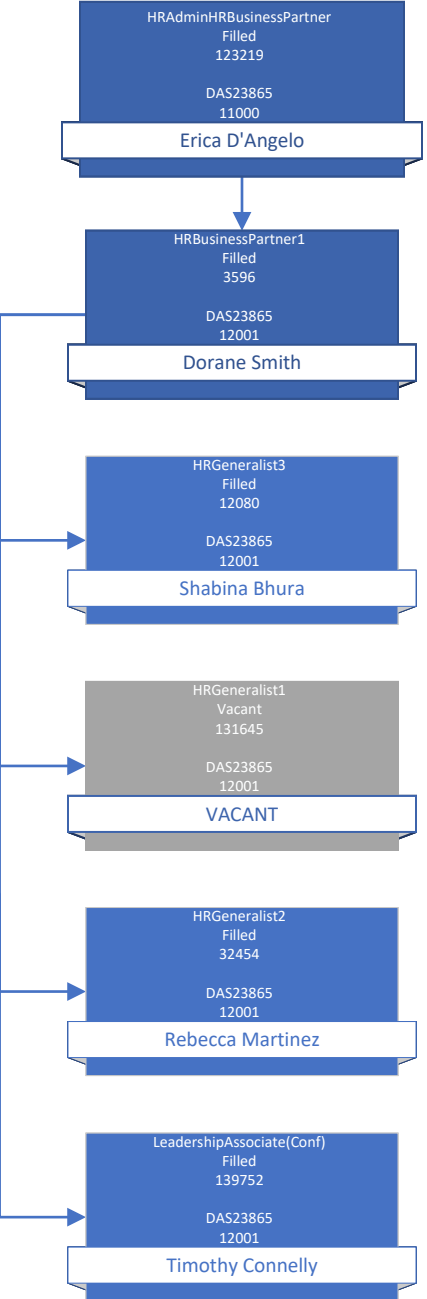 HRAdminHRBusinessPartner
Filled
123219
DAS23865
11000
Erica D'Angelo
HRBusinessPartner1
Filled
3596
DAS23865
12001
Dorane Smith
HRGeneralist3
Filled
12080
DAS23865
12001
Shabina Bhura
HRGeneralist1
Vacant
131645
DAS23865
12001
VACANT
HRGeneralist2
Filled
32454
DAS23865
12001
Rebecca Martinez
LeadershipAssociate(Conf)
Filled
139752
DAS23865
12001
Timothy Connelly